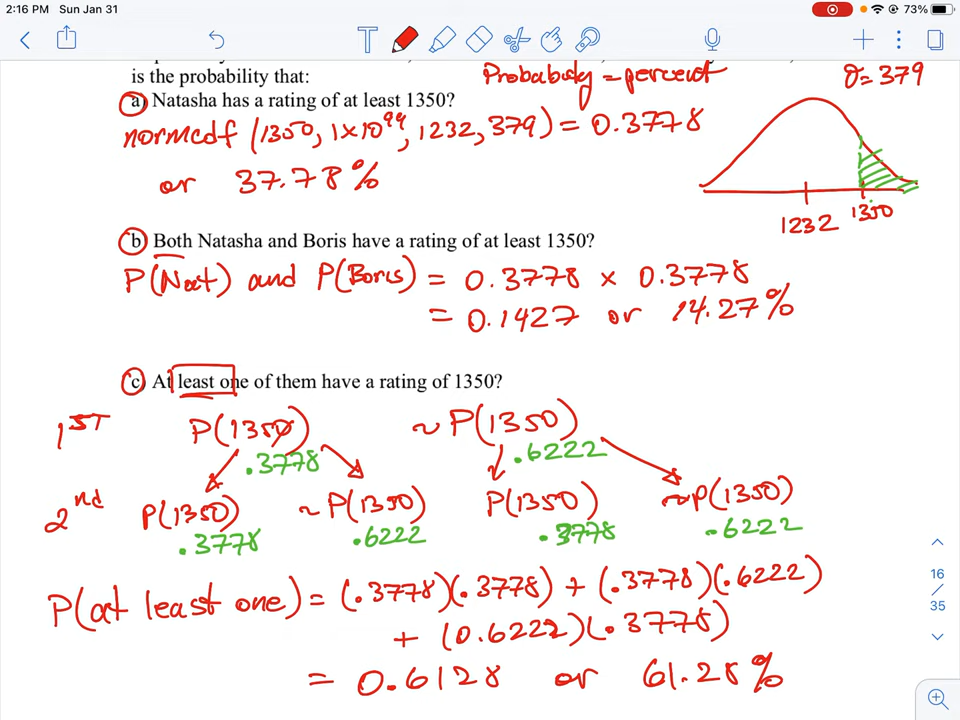 2:16 PM Sun Jan 31
73%
T
is the probability that:
Probability = percent
σ = 379
a) Natasha has a rating of at least 1350?
normcdf (1350, 1×10^99, 1232, 379) = 0.3778
or 37.78%
1232 1350
b) Both Natasha and Boris have a rating of at least 1350?
P(Nat) and P(Boris) = 0.3778 × 0.3778
= 0.1427 or 14.27%
c) At least one of them have a rating of 1350?
1ST P(1350) ~P(1350)
.3778 .6222
2nd P(1350) ~P(1350) P(1350) ~P(1350)
.3778 .6222 .3778 .6222
P(at least one) = (.3778)(.3778) + (.3778)(.6222)
+ (0.6222)(.3778)
= 0.6128 or 61.28%
16
/
35